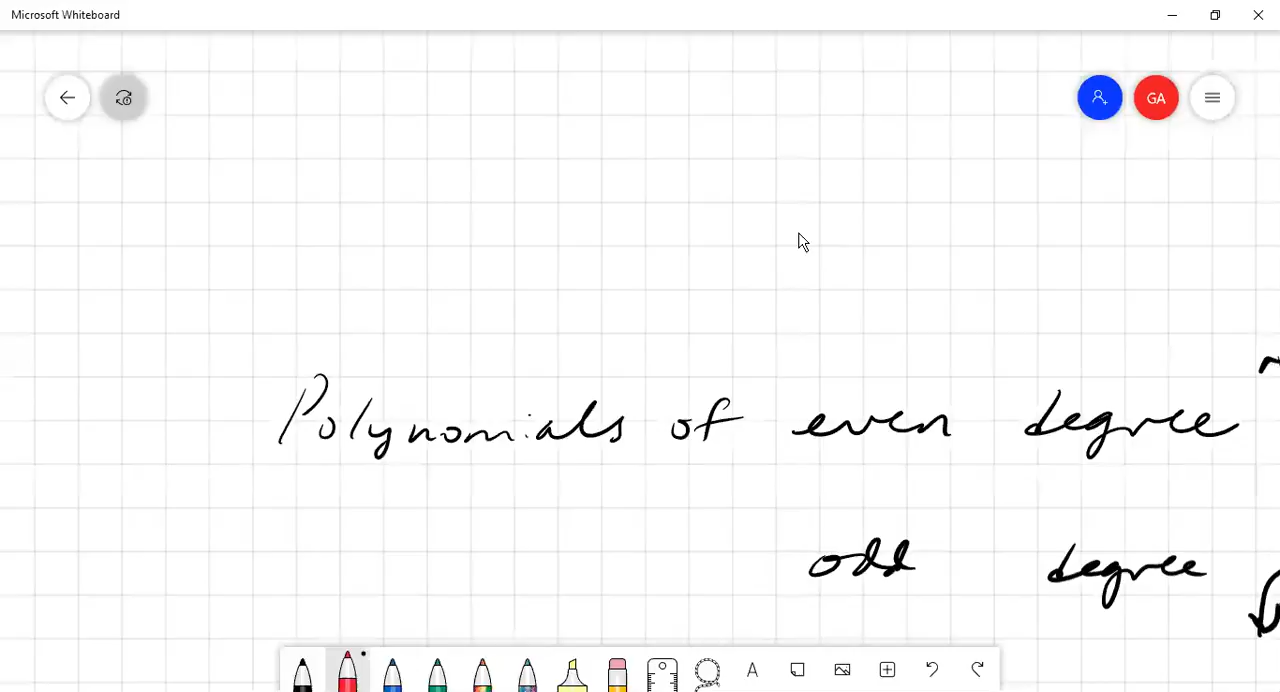 Microsoft Whiteboard
GA
Polynomials of even degree
odd degree
A